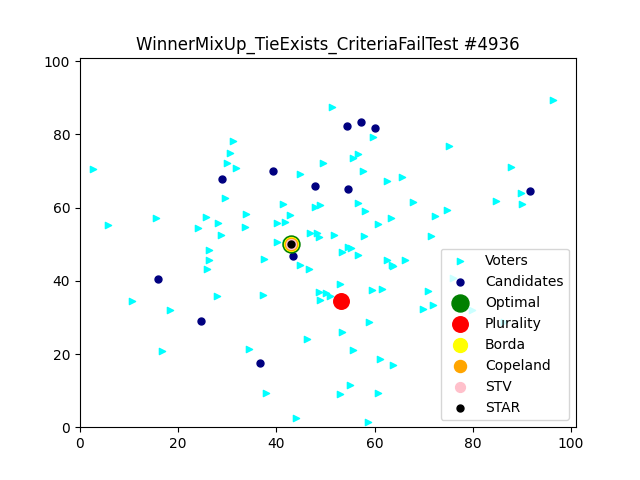 WinnerMixUp_TieExists_CriteriaFailTest #4936
100
80
60
40
20
0
0 20 40 60 80 100
Voters
Candidates
Optimal
Plurality
Borda
Copeland
STV
STAR